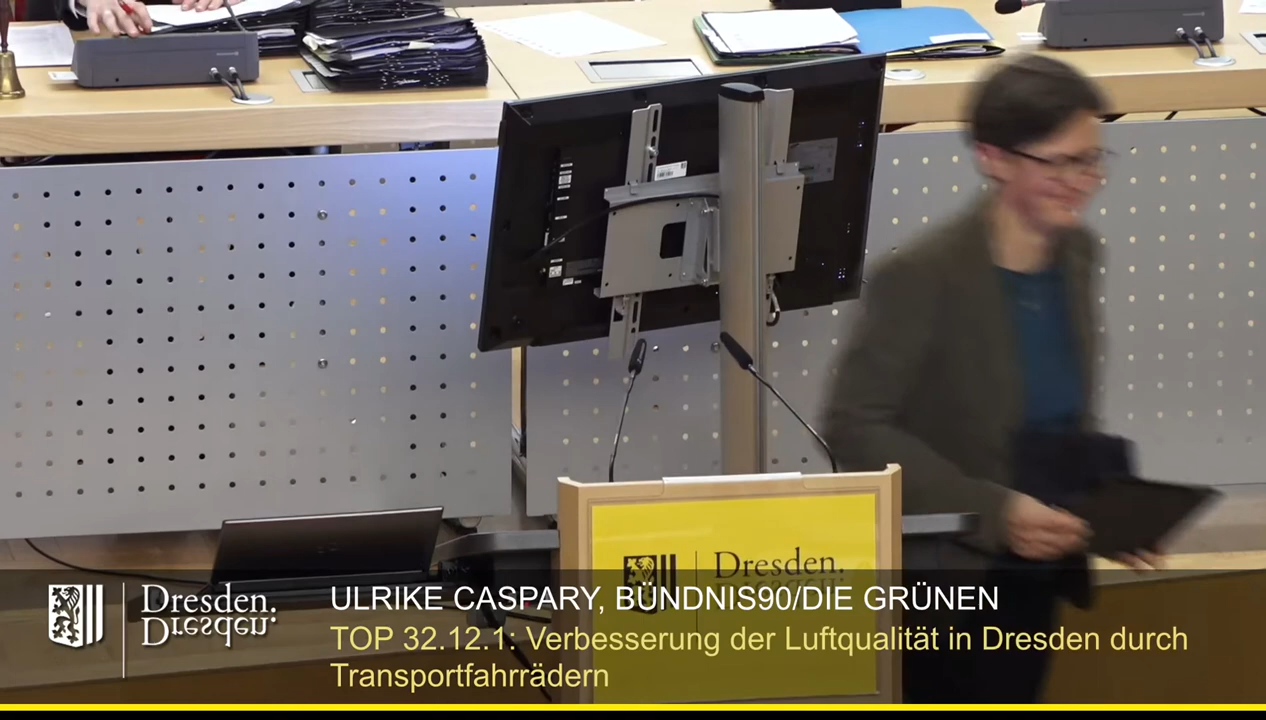 Dresden.
Dresden.
Dresden.
Dresden.
ULRIKE CASPARY, BÜNDNIS90/DIE GRÜNEN
TOP 32.12.1: Verbesserung der Luftqualität in Dresden durch
Transportfahrrädern